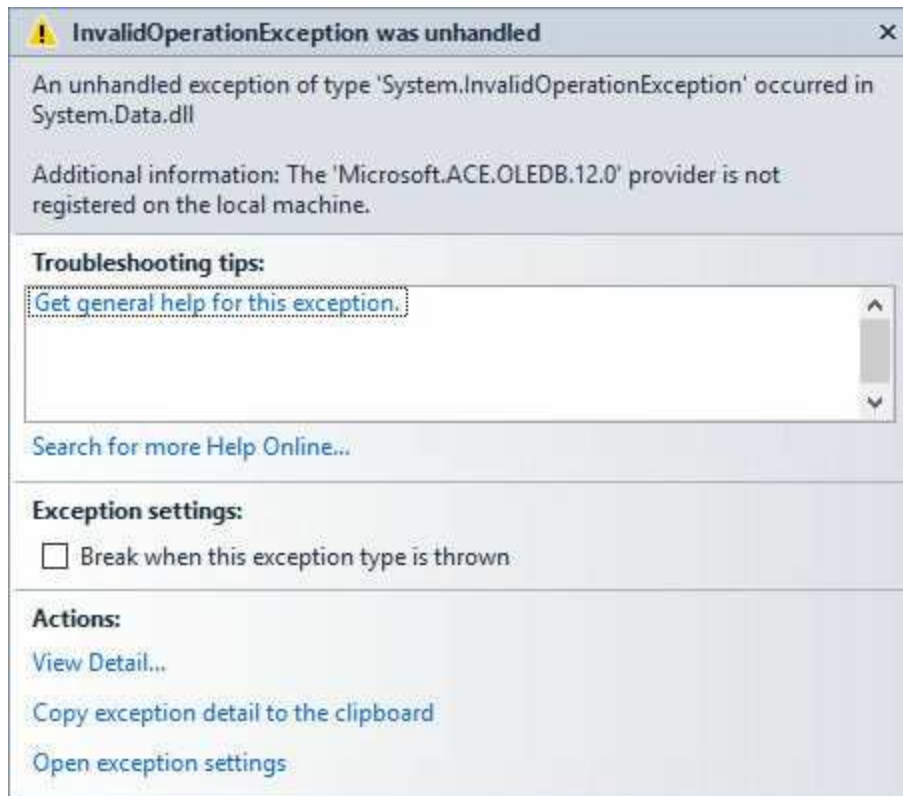 InvalidOperationException was unhandled
An unhandled exception of type 'System.InvalidOperationException' occurred in
System.Data.dll
Additional information: The 'Microsoft.ACE.OLEDB.12.0' provider is not
registered on the local machine.
Troubleshooting tips:
Get general help for this exception.
Search for more Help Online...
Exception settings:
Break when this exception type is thrown
Actions:
View Detail...
Copy exception detail to the clipboard
Open exception settings